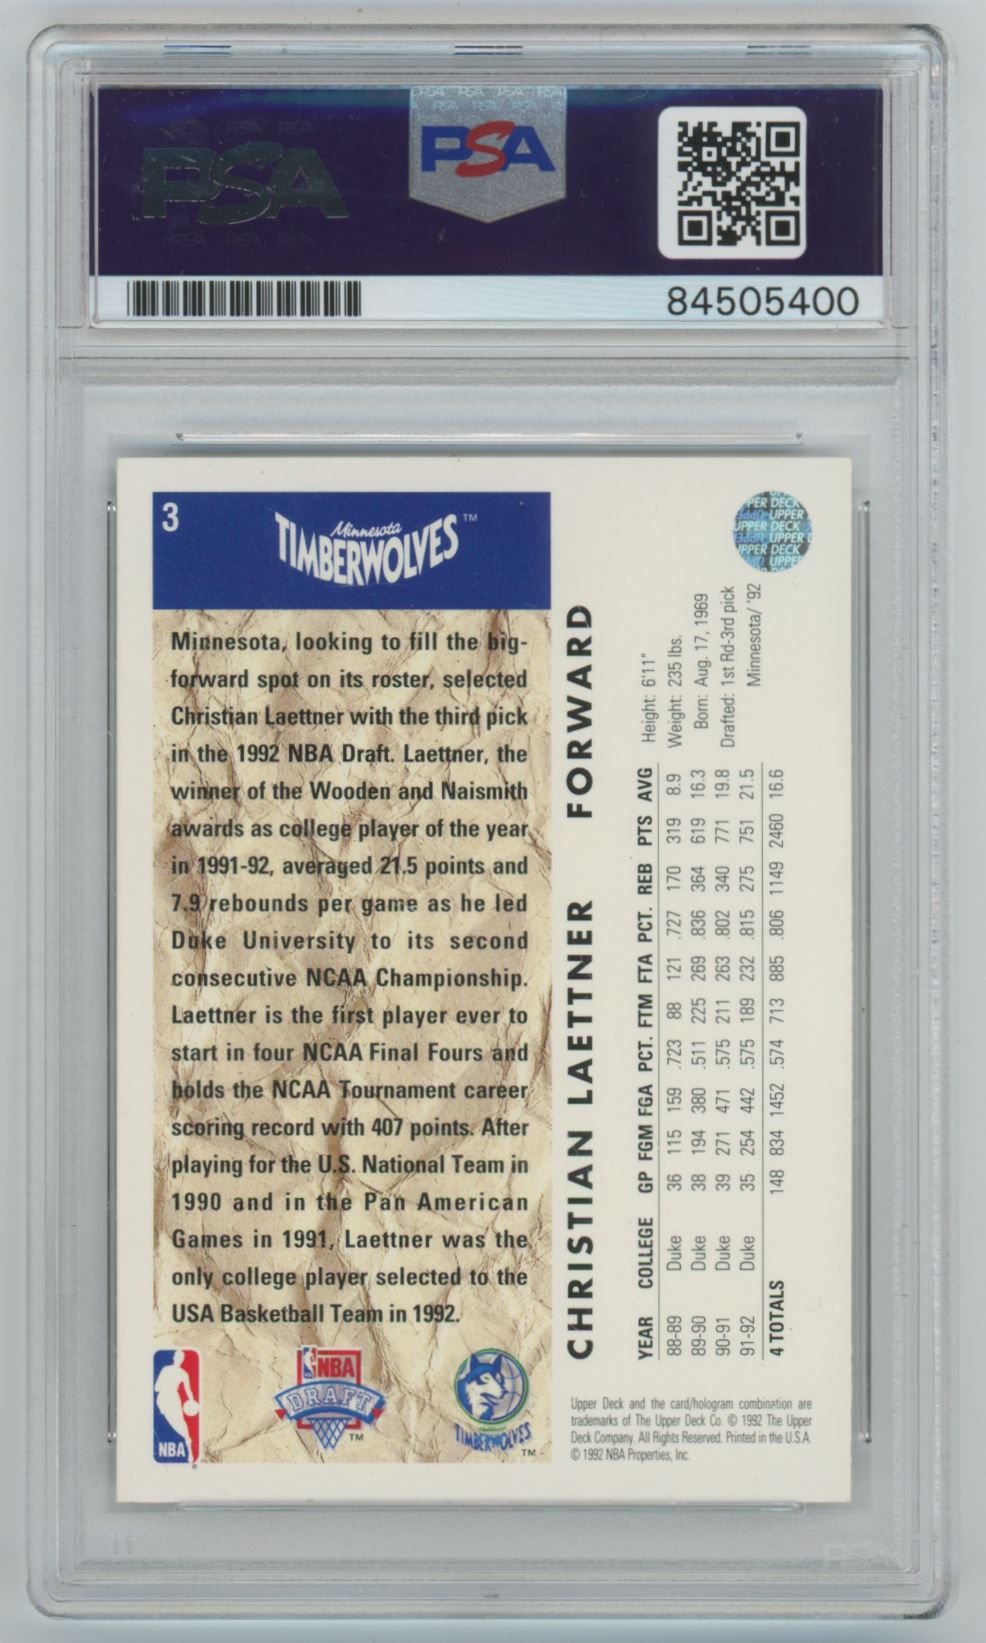 PSA
PSA
84505400
3
Minnesota
TIMBERWOLVES™
Minnesota, looking to fill the big-
forward spot on its roster, selected
Christian Laettner with the third pick
in the 1992 NBA Draft. Laettner, the
winner of the Wooden and Naismith
awards as college player of the year
in 1991-92, averaged 21.5 points and
7.9 rebounds per game as he led
Duke University to its second
consecutive NCAA Championship.
Laettner is the first player ever to
start in four NCAA Final Fours and
holds the NCAA Tournament career
scoring record with 407 points. After
playing for the U.S. National Team in
1990 and in the Pan American
Games in 1991, Laettner was the
only college player selected to the
USA Basketball Team in 1992.
NBA
NBA
DRAFT
™
TIMBERWOLVES
™
CHRISTIAN LAETTNER FORWARD
YEAR COLLEGE GP FGM FGA PCT. FTM FTA PCT. REB PTS AVG
88-89 Duke 36 115 159 .723 88 121 .727 170 319 8.9
89-90 Duke 38 194 380 .511 225 269 .836 364 619 16.3
90-91 Duke 39 271 471 .575 211 263 .802 340 771 19.8
91-92 Duke 35 254 442 .575 189 232 .815 275 751 21.5
4 TOTALS 148 834 1452 .574 713 885 .806 1149 2460 16.6
Height: 6'11"
Weight: 235 lbs.
Born: Aug. 17, 1969
Drafted: 1st Rd-3rd pick
Minnesota/ '92
PER DECK
UPPER
UPPER DECK
UPPER
UPPER DECK
UPPER
Upper Deck and the card/hologram combination are
trademarks of The Upper Deck Co. © 1992 The Upper
Deck Company. All Rights Reserved. Printed in the U.S.A.
© 1992 NBA Properties, Inc.
PSA